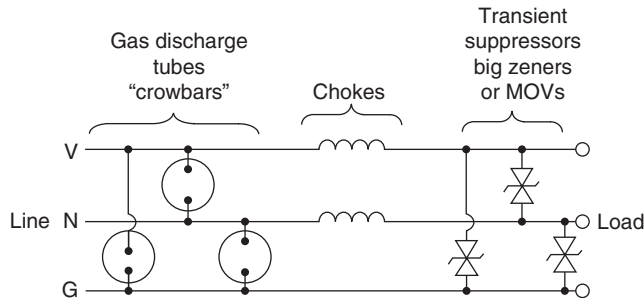 Gas discharge
tubes
“crowbars”
Chokes
Transient
suppressors
big zeners
or MOVs
V
Line N
Load
G